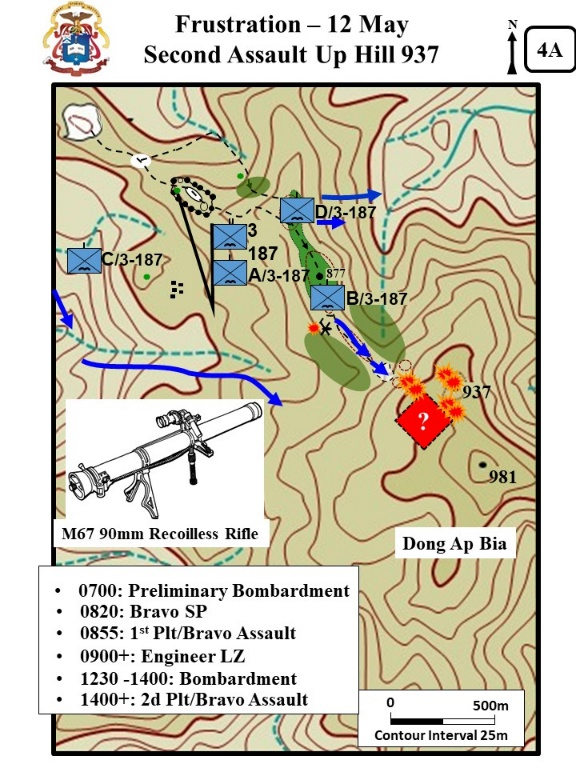 Frustration – 12 May
Second Assault Up Hill 937
N
4A
D/3-187
3
187
C/3-187
A/3-187
877
B/3-187
937
?
981
M67 90mm Recoilless Rifle
Dong Ap Bia
• 0700: Preliminary Bombardment
• 0820: Bravo SP
• 0855: 1st Plt/Bravo Assault
• 0900+: Engineer LZ
• 1230 -1400: Bombardment
• 1400+: 2d Plt/Bravo Assault
0 500m
Contour Interval 25m